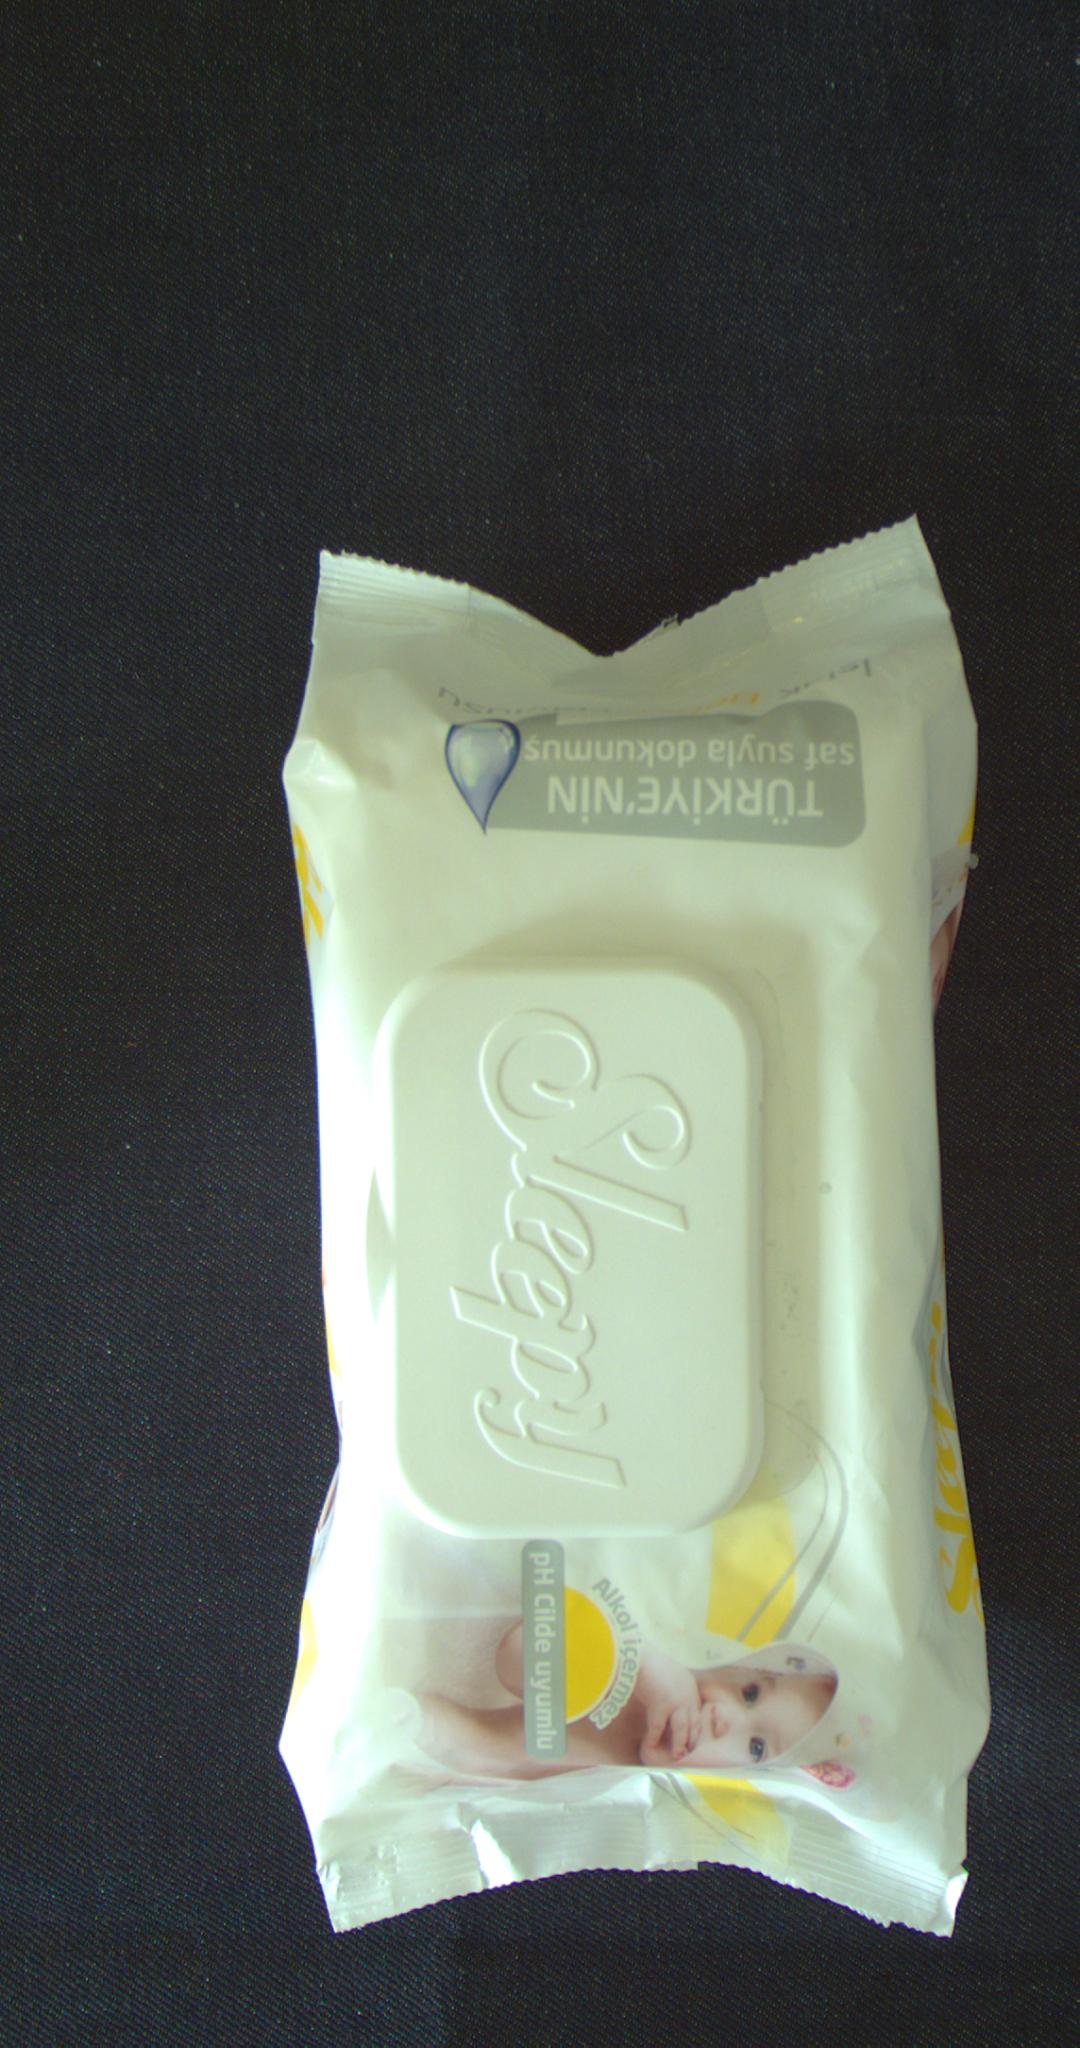 TÜRKİYE'NİN
saf suyla dokunmuş
Sleepy
Alkol içermez
pH Cilde uyumlu